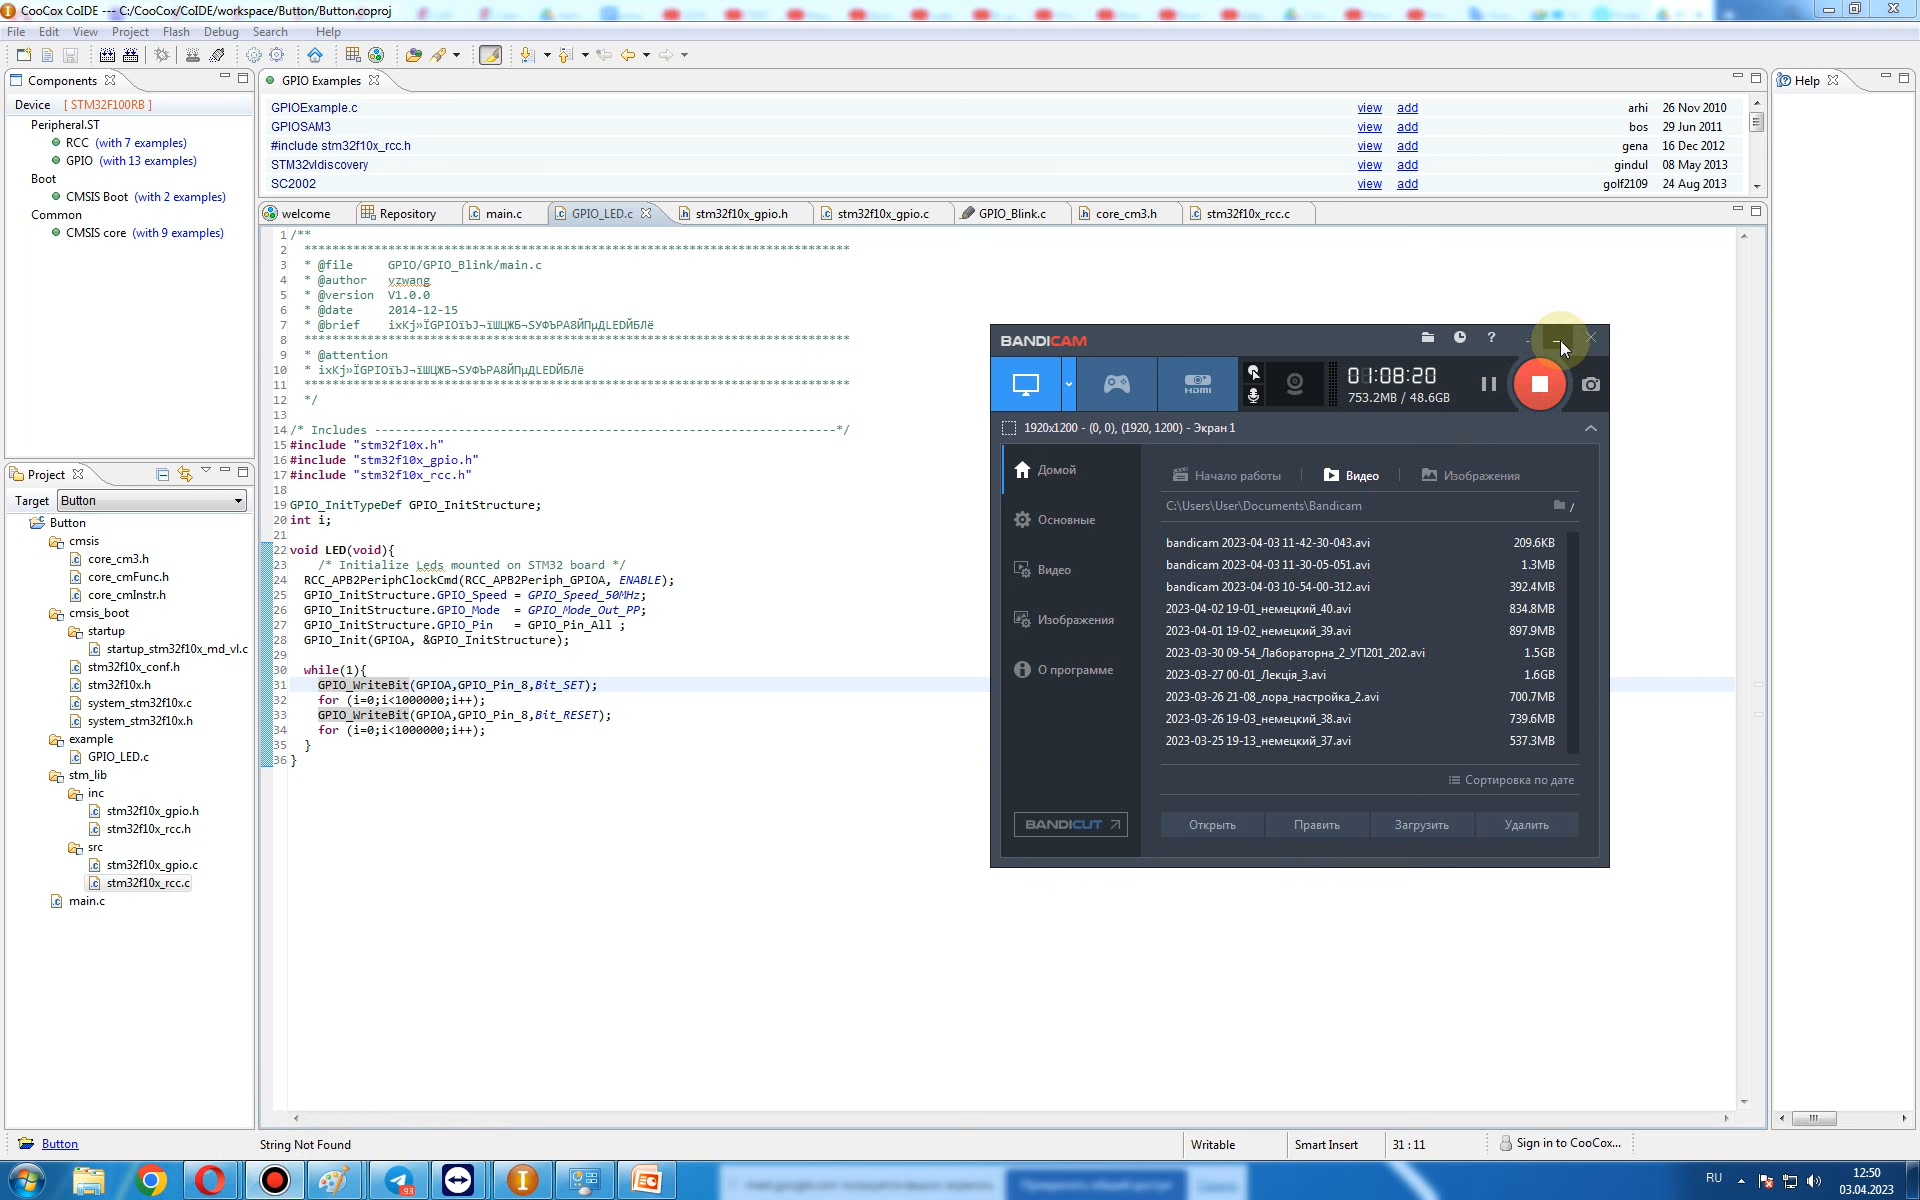 CooCox CoIDE --- C:/CooCox/CoIDE/workspace/Button/Button.coproj
File Edit View Project Flash Debug Search Help
Components
Device [ STM32F100RB ]
Peripheral.ST
RCC (with 7 examples)
GPIO (with 13 examples)
Boot
CMSIS Boot (with 2 examples)
Common
CMSIS core (with 9 examples)
GPIO Examples
GPIOExample.c view add arhi 26 Nov 2010
GPIOSAM3 view add bos 29 Jun 2011
#include stm32f10x_rcc.h view add gena 16 Dec 2012
STM32vldiscovery view add gindul 08 May 2013
SC2002 view add golf2109 24 Aug 2013
Help
welcome Repository main.c GPIO_LED.c stm32f10x_gpio.h stm32f10x_gpio.c GPIO_Blink.c core_cm3.h stm32f10x_rcc.c
1 /**
2 ******************************************************************************
3 * @file GPIO/GPIO_Blink/main.c
4 * @author yzwang
5 * @version V1.0.0
6 * @date 2014-12-15
7 * @brief
8 ******************************************************************************
9 * @attention
10 *
11 ******************************************************************************
12 */
13
14 /* Includes ------------------------------------------------------------------*/
15 #include "stm32f10x.h"
16 #include "stm32f10x_gpio.h"
17 #include "stm32f10x_rcc.h"
18
19 GPIO_InitTypeDef GPIO_InitStructure;
20 int i;
21
22 void LED(void){
23 /* Initialize Leds mounted on STM32 board */
24 RCC_APB2PeriphClockCmd(RCC_APB2Periph_GPIOA, ENABLE);
25 GPIO_InitStructure.GPIO_Speed = GPIO_Speed_50MHz;
26 GPIO_InitStructure.GPIO_Mode = GPIO_Mode_Out_PP;
27 GPIO_InitStructure.GPIO_Pin = GPIO_Pin_All ;
28 GPIO_Init(GPIOA, &GPIO_InitStructure);
29
30 while(1){
31 GPIO_WriteBit(GPIOA,GPIO_Pin_8,Bit_SET);
32 for (i=0;i<1000000;i++);
33 GPIO_WriteBit(GPIOA,GPIO_Pin_8,Bit_RESET);
34 for (i=0;i<1000000;i++);
35 }
36 }
Project
Target Button
Button
cmsis
core_cm3.h
core_cmFunc.h
core_cmInstr.h
cmsis_boot
startup
startup_stm32f10x_md_vl.c
stm32f10x_conf.h
stm32f10x.h
system_stm32f10x.c
system_stm32f10x.h
example
GPIO_LED.c
stm_lib
inc
stm32f10x_gpio.h
stm32f10x_rcc.h
src
stm32f10x_gpio.c
stm32f10x_rcc.c
main.c
BANDICAM
?
HDMI
01:08:20
753.2MB / 48.6GB
1920x1200 - (0, 0), (1920, 1200) - Экран 1
Домой
Основные
Видео
Изображения
О программе
BANDICUT
Начало работы Видео Изображения
C:\Users\User\Documents\Bandicam
bandicam 2023-04-03 11-42-30-043.avi 209.6KB
bandicam 2023-04-03 11-30-05-051.avi 1.3MB
bandicam 2023-04-03 10-54-00-312.avi 392.4MB
2023-04-02 19-01_немецкий_40.avi 834.8MB
2023-04-01 19-02_немецкий_39.avi 897.9MB
2023-03-30 09-54_Лабораторна_2_УП201_202.avi 1.5GB
2023-03-27 00-01_Лекція_3.avi 1.6GB
2023-03-26 21-08_лора_настройка_2.avi 700.7MB
2023-03-26 19-03_немецкий_38.avi 739.6MB
2023-03-25 19-13_немецкий_37.avi 537.3MB
Сортировка по дате
Открыть Править Загрузить Удалить
Button String Not Found Writable Smart Insert 31 : 11 Sign in to CooCox...
93
RU
12:50
03.04.2023